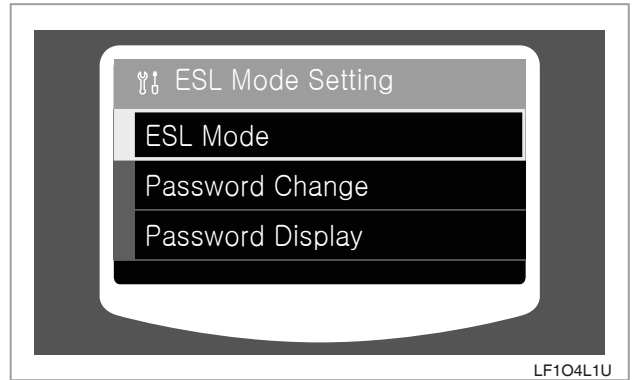 ESL Mode Setting
ESL Mode
Password Change
Password Display
LF1O4L1U